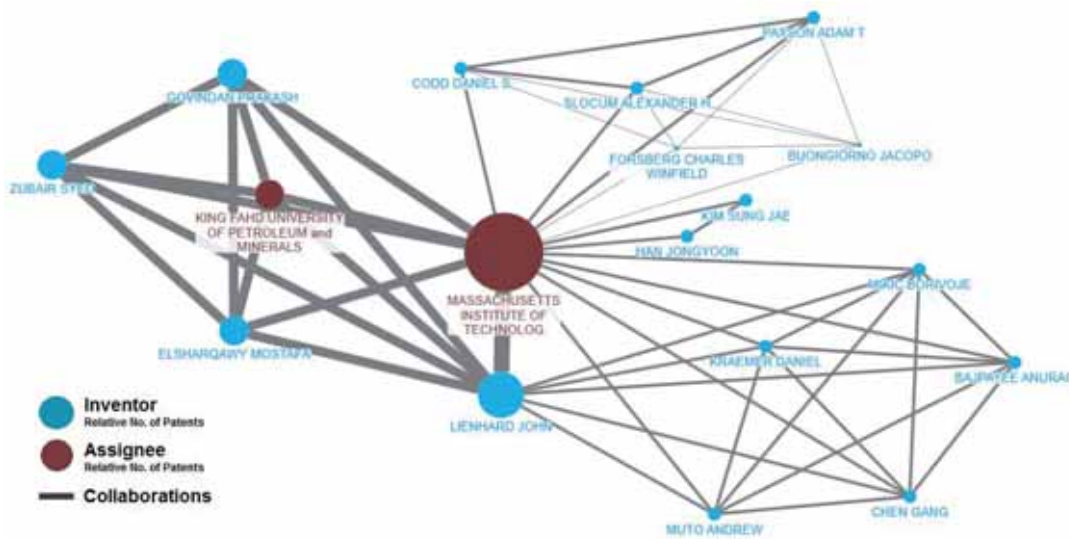 PAXSON ADAM T
GOVINDAN PRAKASH
CODD DANIEL S.
SLOCUM ALEXANDER H
FORSBERG CHARLES
WINFIELD
BUONGIORNO JACOPO
ZUBAIR SYED
KING FAHD UNIVERSITY
OF PETROLEUM and
MINERALS
KIM SUNG JAE
HAN JONGYOON
MIKIC BORIVOJE
MASSACHUSETTS
INSTITUTE OF
TECHNOLOG
ELSHARQAWY MOSTAFA
KRAEMER DANIEL
BAJPAYEE ANURAG
LIENHARD JOHN
Inventor
Relative No. of Patents
Assignee
Relative No. of Patents
Collaborations
MUTO ANDREW
CHEN GANG